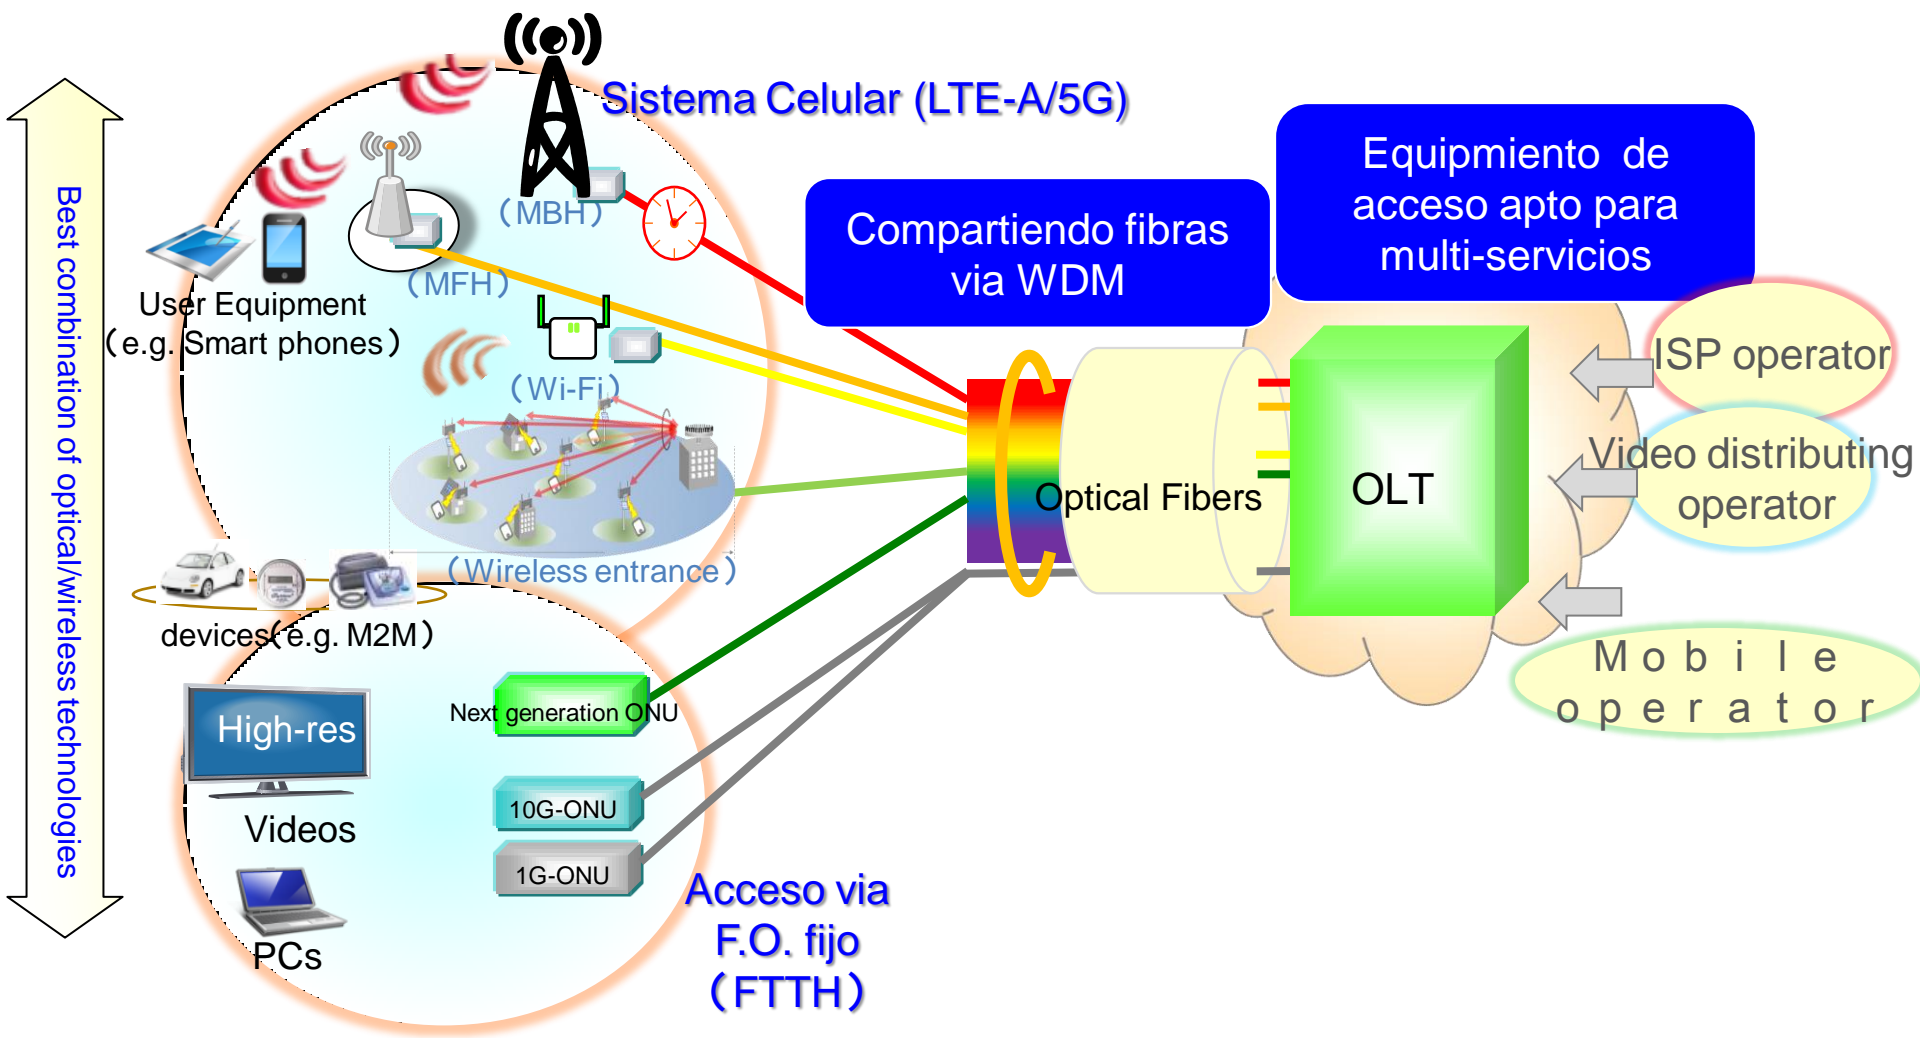 Best combination of optical/wireless technologies
Sistema Celular (LTE-A/5G)
(MBH)
(MFH)
User Equipment
(e.g. Smart phones)
(Wi-Fi)
(Wireless entrance)
devices(e.g. M2M)
High-res
Videos
PCs
Next generation ONU
10G-ONU
1G-ONU
Acceso via
F.O. fijo
(FTTH)
Compartiendo fibras
via WDM
Equipmiento de
acceso apto para
multi-servicios
Optical Fibers
OLT
ISP operator
Video distributing
operator
Mobile
operator